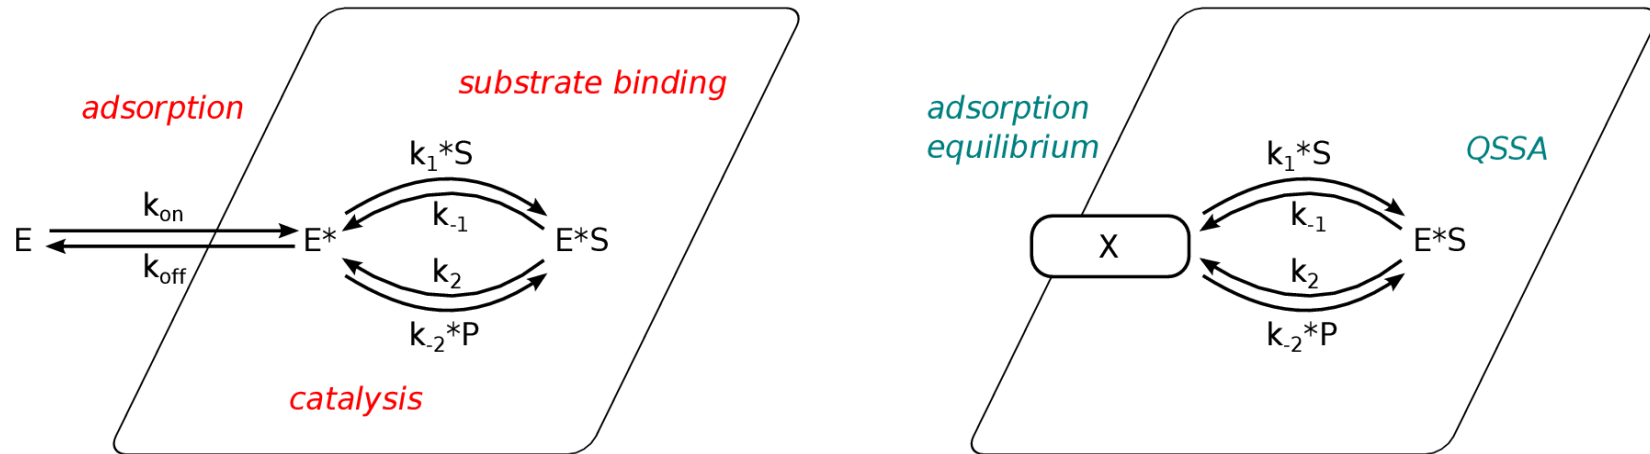 adsorption
substrate binding
k1*S
k-1
kon
E
E*
E*S
koff
k2
k-2*P
catalysis
adsorption
equilibrium
QSSA
k1*S
k-1
X
E*S
k2
k-2*P